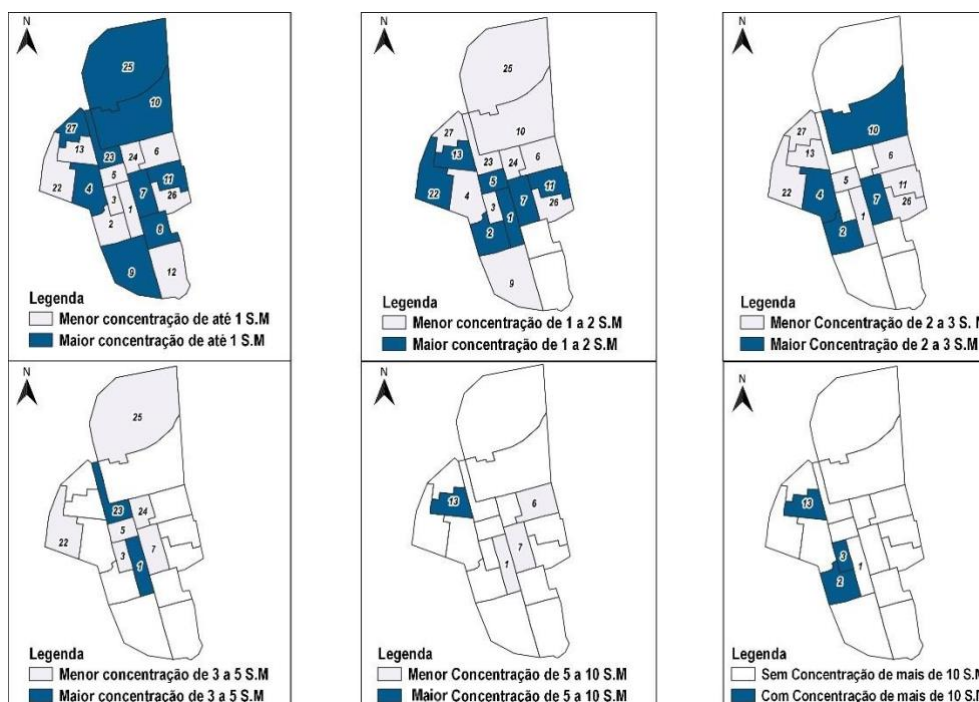 N
25
10
27
13
23
24
6
5
22
4
7
11
3
26
1
2
8
9
12
Legenda
Menor concentração de até 1 S.M
Maior concentração de até 1 S.M
N
25
10
27
13
23
24
6
5
11
22
4
3
7
26
1
2
9
Legenda
Menor concentração de 1 a 2 S.M
Maior concentração de 1 a 2 S.M
N
10
27
13
6
5
11
22
4
7
26
1
2
Legenda
Menor Concentração de 2 a 3 S. M
Maior Concentração de 2 a 3 S.M
N
25
23
24
5
22
3
7
1
Legenda
Menor concentração de 3 a 5 S.M
Maior concentração de 3 a 5 S.M
N
13
6
7
1
Legenda
Menor Concentração de 5 a 10 S.M
Maior Concentração de 5 a 10 S.M
N
13
3
1
2
Legenda
Sem Concentração de mais de 10 S.M
Com Concentração de mais de 10 S.M